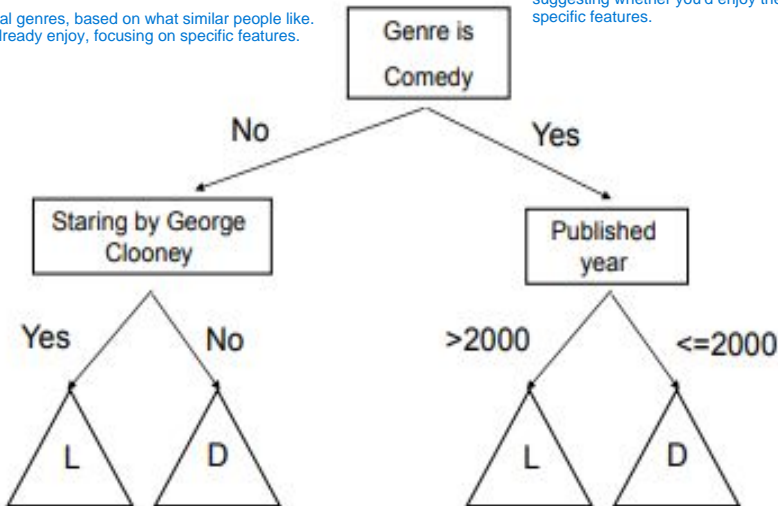 al genres, based on what similar people like.
already enjoy, focusing on specific features.
specific features.
Genre is
Comedy
No
Yes
Staring by George
Clooney
Published
year
Yes
No
>2000
<=2000
L
D
L
D